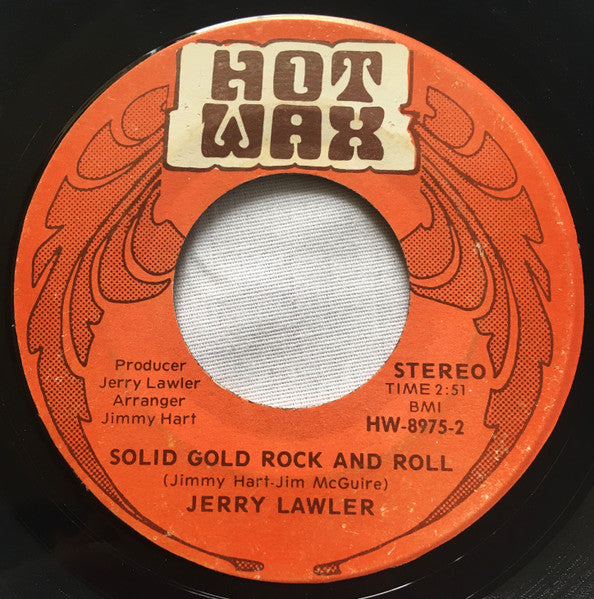 HOT
WAX
Producer
Jerry Lawler
Arranger
Jimmy Hart
STEREO
TIME 2:51
BMI
HW-8975-2
SOLID GOLD ROCK AND ROLL
(Jimmy Hart-Jim McGuire)
JERRY LAWLER